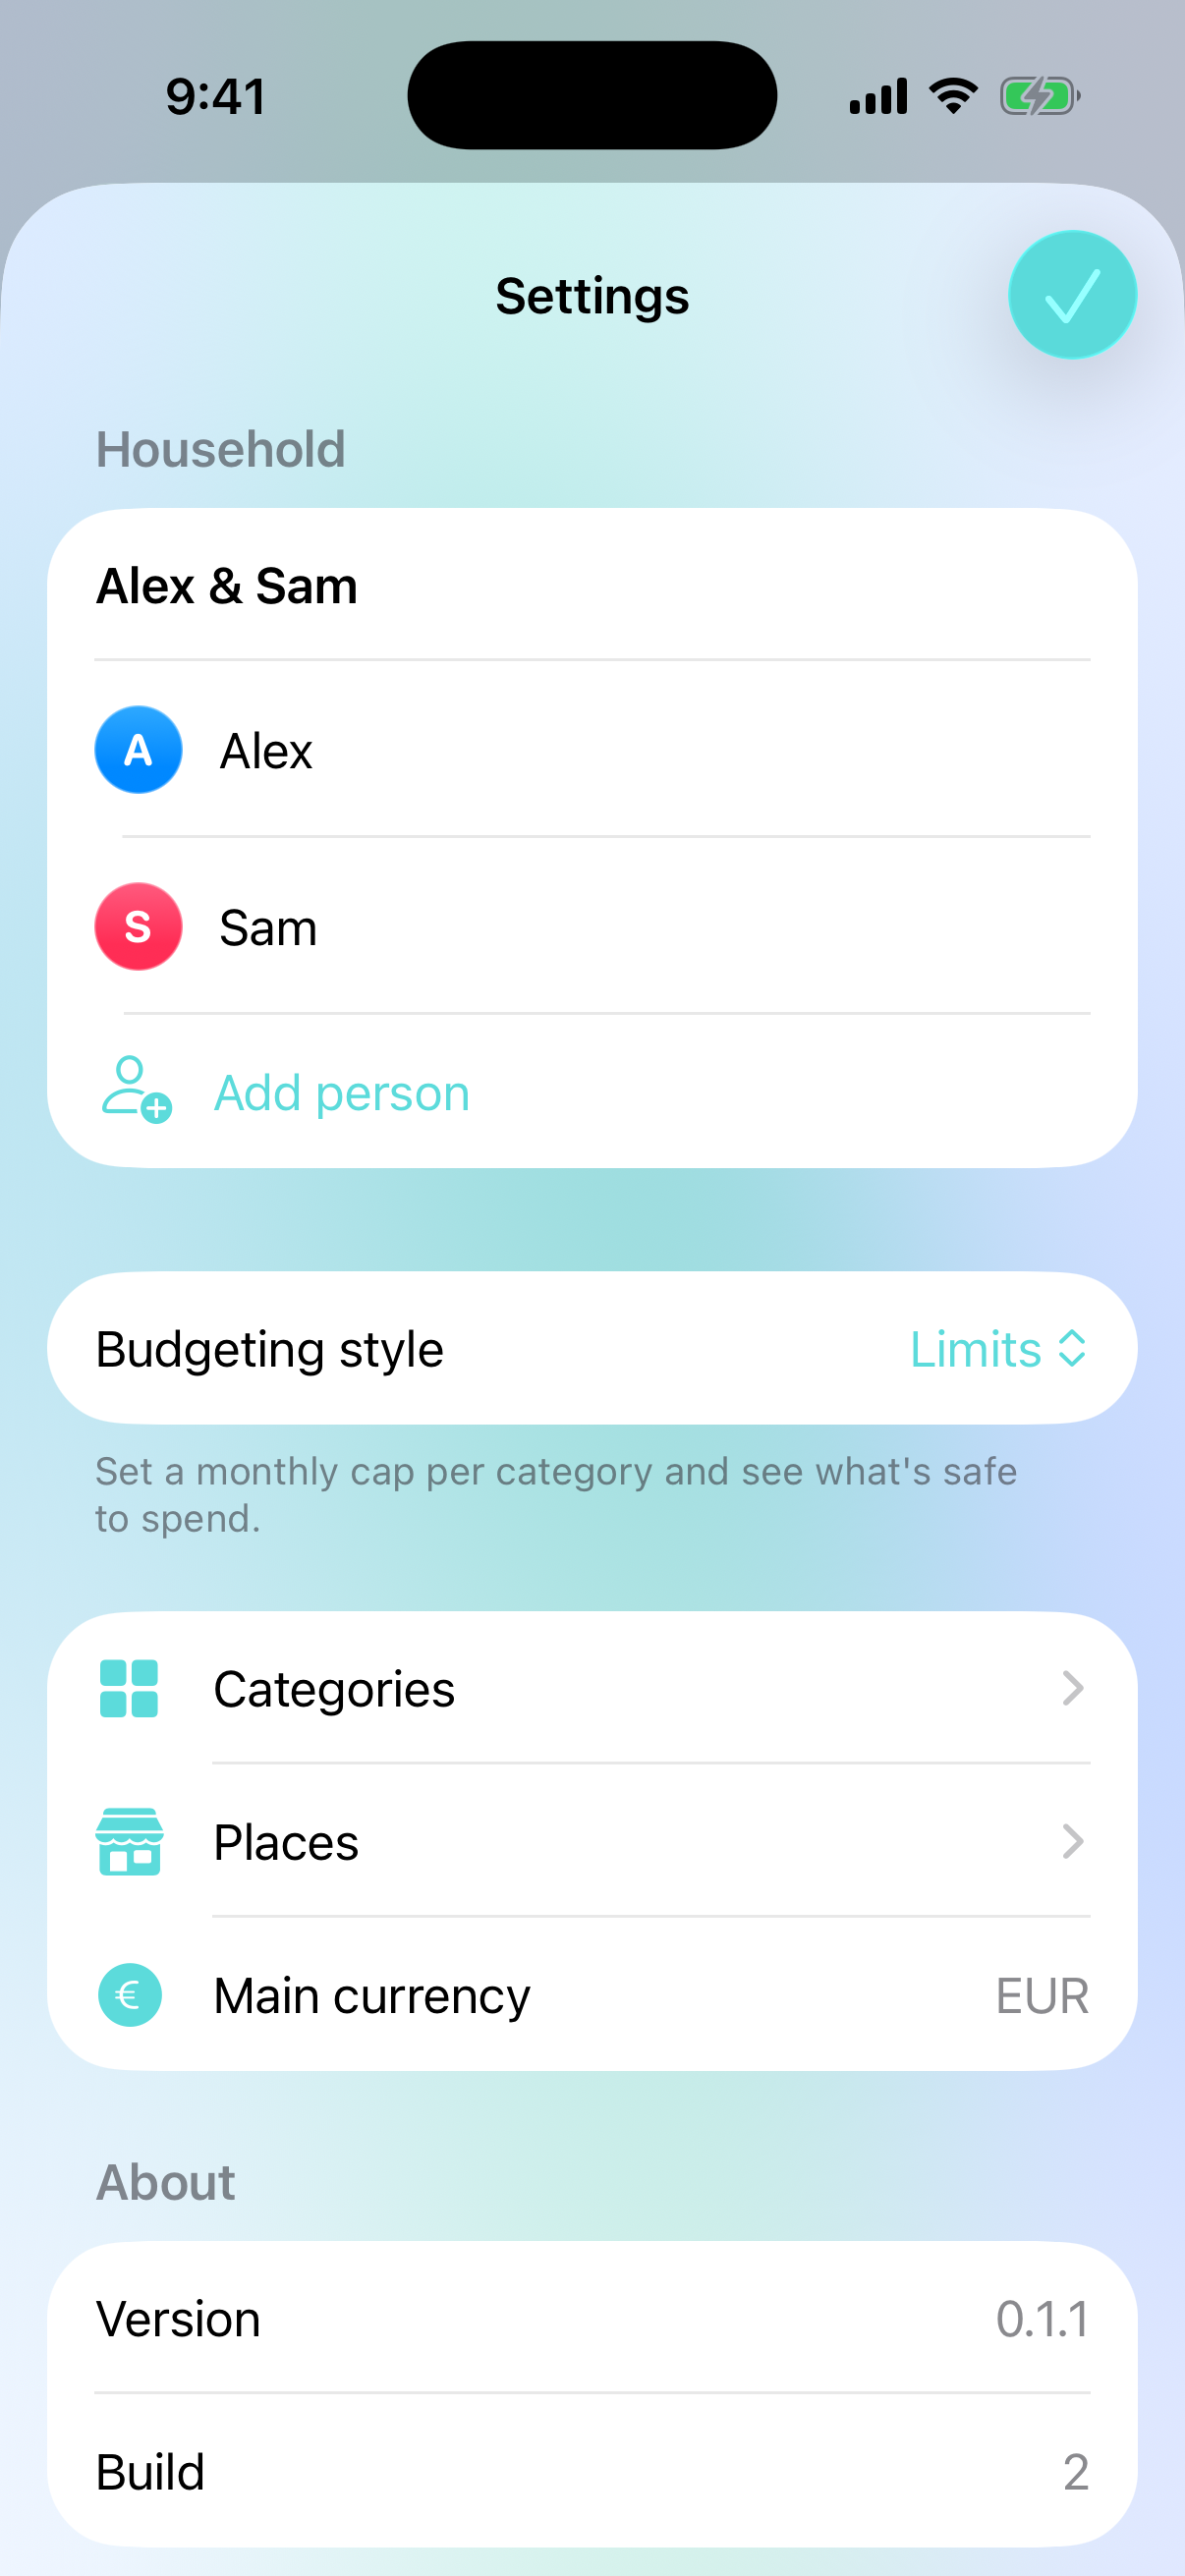 9:41
Settings
Household
Alex & Sam
A Alex
S Sam
Add person
Budgeting style Limits
Set a monthly cap per category and see what's safe
to spend.
Categories
Places
€ Main currency EUR
About
Version 0.1.1
Build 2